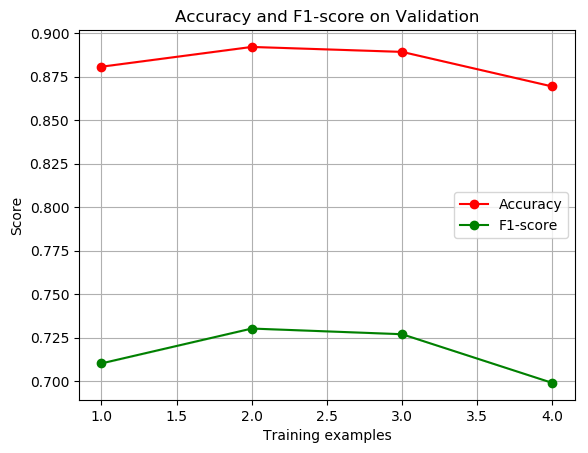 Accuracy and F1-score on Validation
0.900
0.875
0.850
0.825
0.800
0.775
0.750
0.725
0.700
Score
Accuracy
F1-score
1.0 1.5 2.0 2.5 3.0 3.5 4.0
Training examples